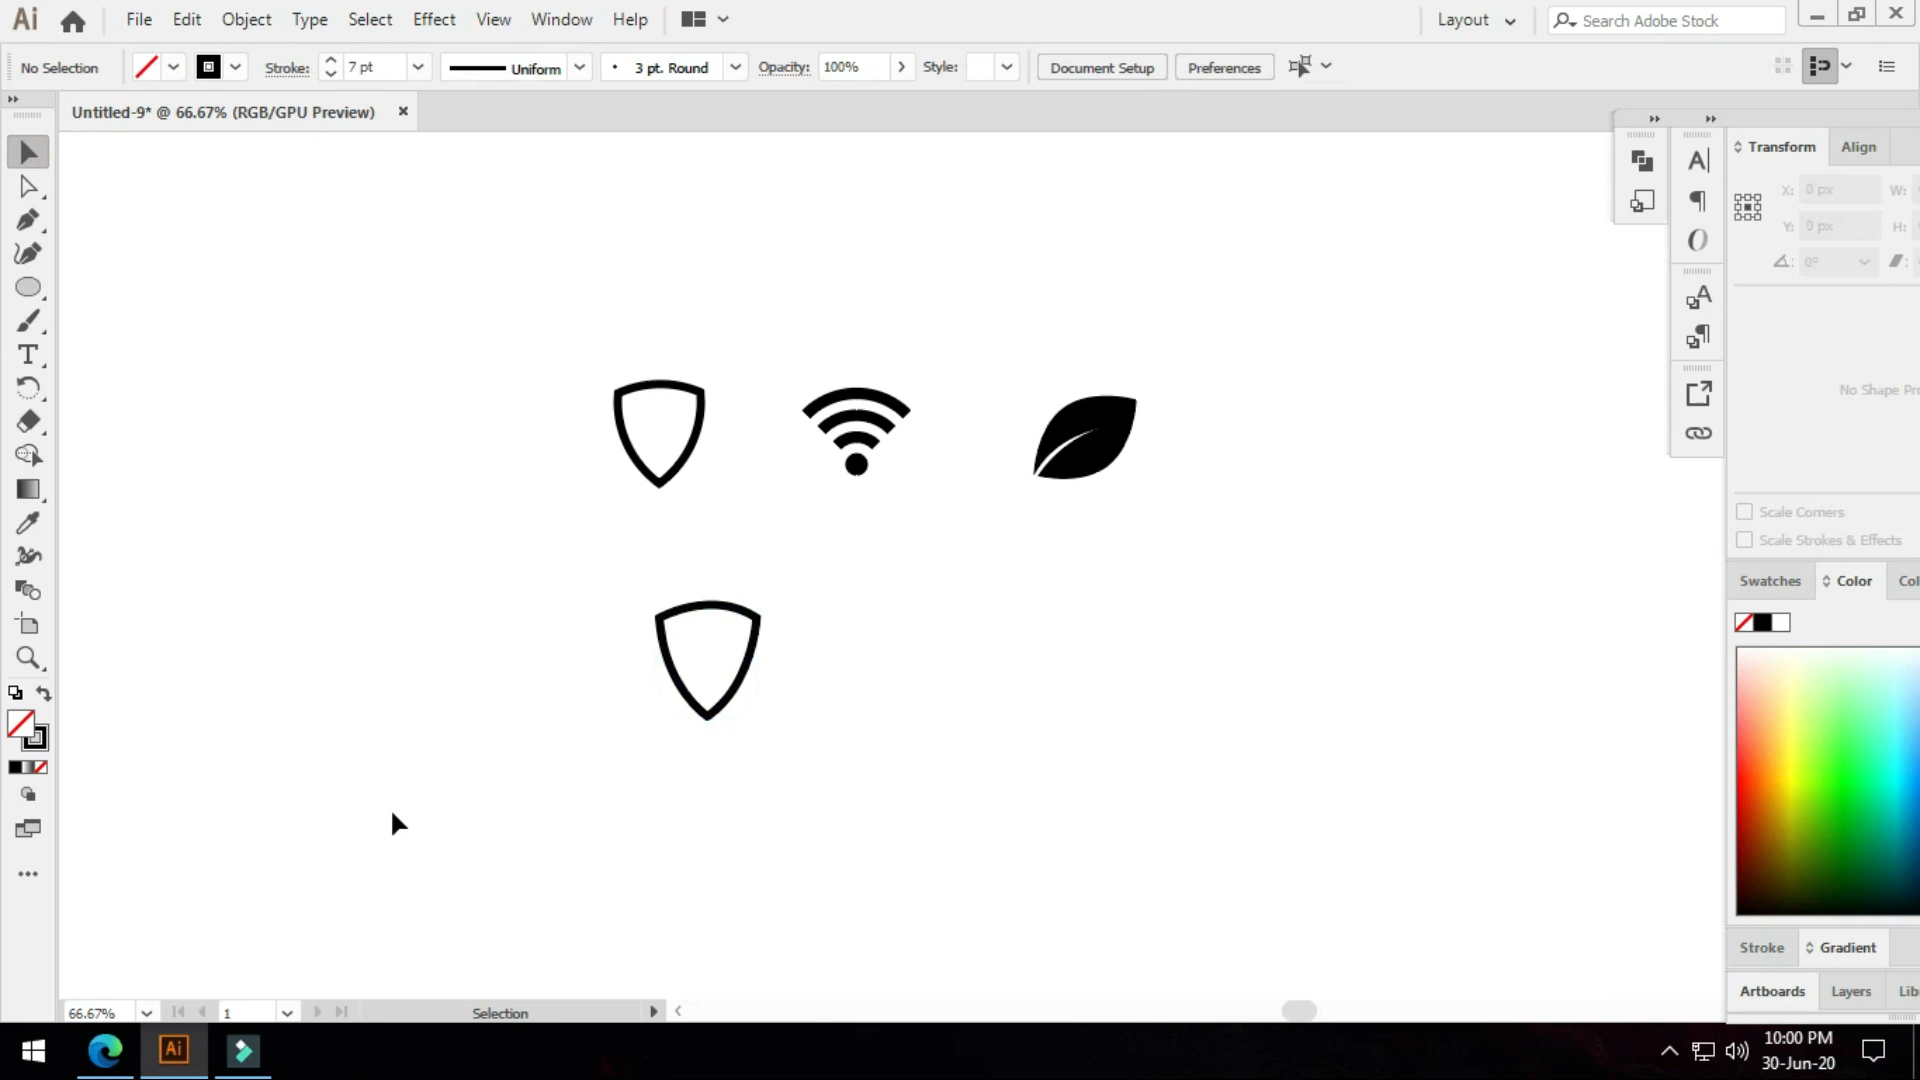 Ai File Edit Object Type Select Effect View Window Help Layout Search Adobe Stock
No Selection Stroke: 7 pt Uniform 3 pt. Round Opacity: 100% Style: Document Setup Preferences
Untitled-9* @ 66.67% (RGB/GPU Preview)
Transform Align
X: 0 px W:
Y: 0 px H:
0°
No Shape Pro
Scale Corners
Scale Strokes & Effects
Swatches Color Col
Stroke Gradient
Artboards Layers Lib
66.67% 1 Selection
Ai
10:00 PM
30-Jun-20